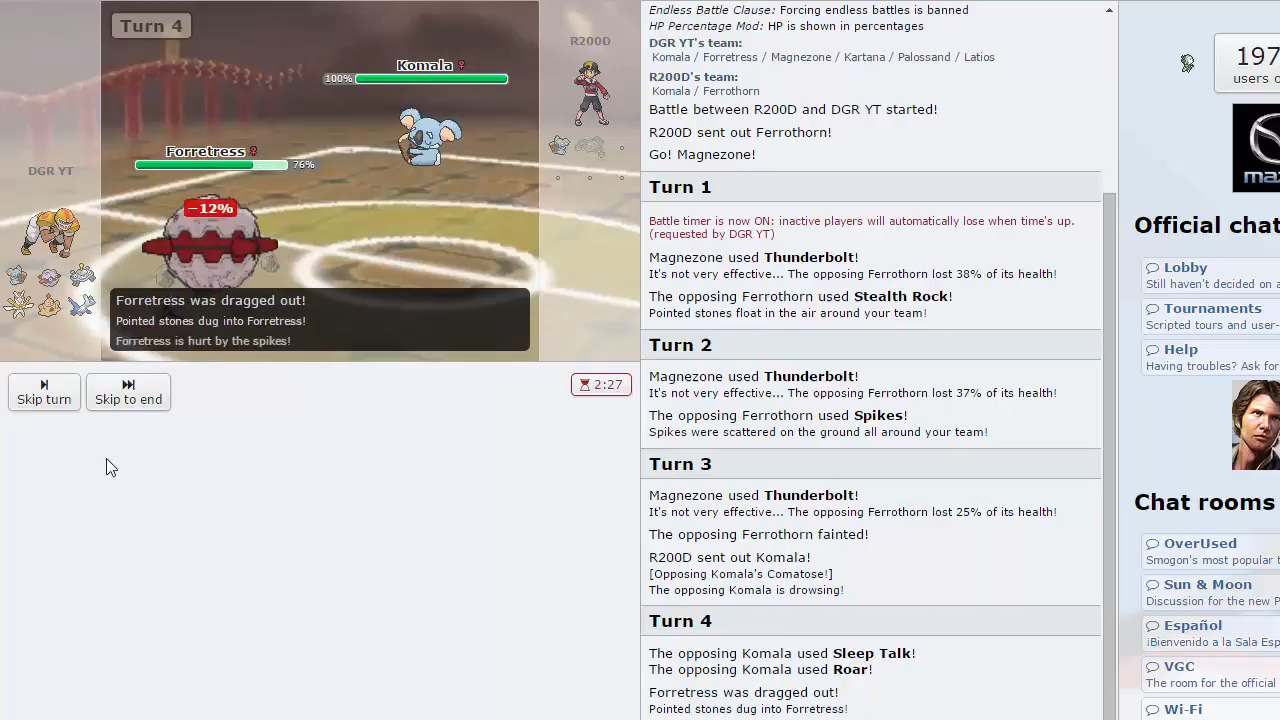 Turn 4
Komala
100%
Forretress
76%
−12%
Forretress was dragged out!
Pointed stones dug into Forretress!
Forretress is hurt by the spikes!
DGR YT
R200D
Skip turn
Skip to end
2:27
Endless Battle Clause: Forcing endless battles is banned
HP Percentage Mod: HP is shown in percentages
DGR YT's team:
Komala / Forretress / Magnezone / Kartana / Palossand / Latios
R200D's team:
Komala / Ferrothorn
Battle between R200D and DGR YT started!
R200D sent out Ferrothorn!
Go! Magnezone!
Turn 1
Battle timer is now ON: inactive players will automatically lose when time's up.
(requested by DGR YT)
Magnezone used Thunderbolt!
It's not very effective... The opposing Ferrothorn lost 38% of its health!
The opposing Ferrothorn used Stealth Rock!
Pointed stones float in the air around your team!
Turn 2
Magnezone used Thunderbolt!
It's not very effective... The opposing Ferrothorn lost 37% of its health!
The opposing Ferrothorn used Spikes!
Spikes were scattered on the ground all around your team!
Turn 3
Magnezone used Thunderbolt!
It's not very effective... The opposing Ferrothorn lost 25% of its health!
The opposing Ferrothorn fainted!
R200D sent out Komala!
[Opposing Komala's Comatose!]
The opposing Komala is drowsing!
Turn 4
The opposing Komala used Sleep Talk!
The opposing Komala used Roar!
Forretress was dragged out!
Pointed stones dug into Forretress!
197
users o
maz
Official chat
Lobby
Still haven't decided on a
Tournaments
Scripted tours and user-
Help
Having troubles? Ask for
Chat rooms
OverUsed
Smogon's most popular t
Sun & Moon
Discussion for the new P
Español
¡Bienvenido a la Sala Esp
VGC
The room for the official
Wi-Fi